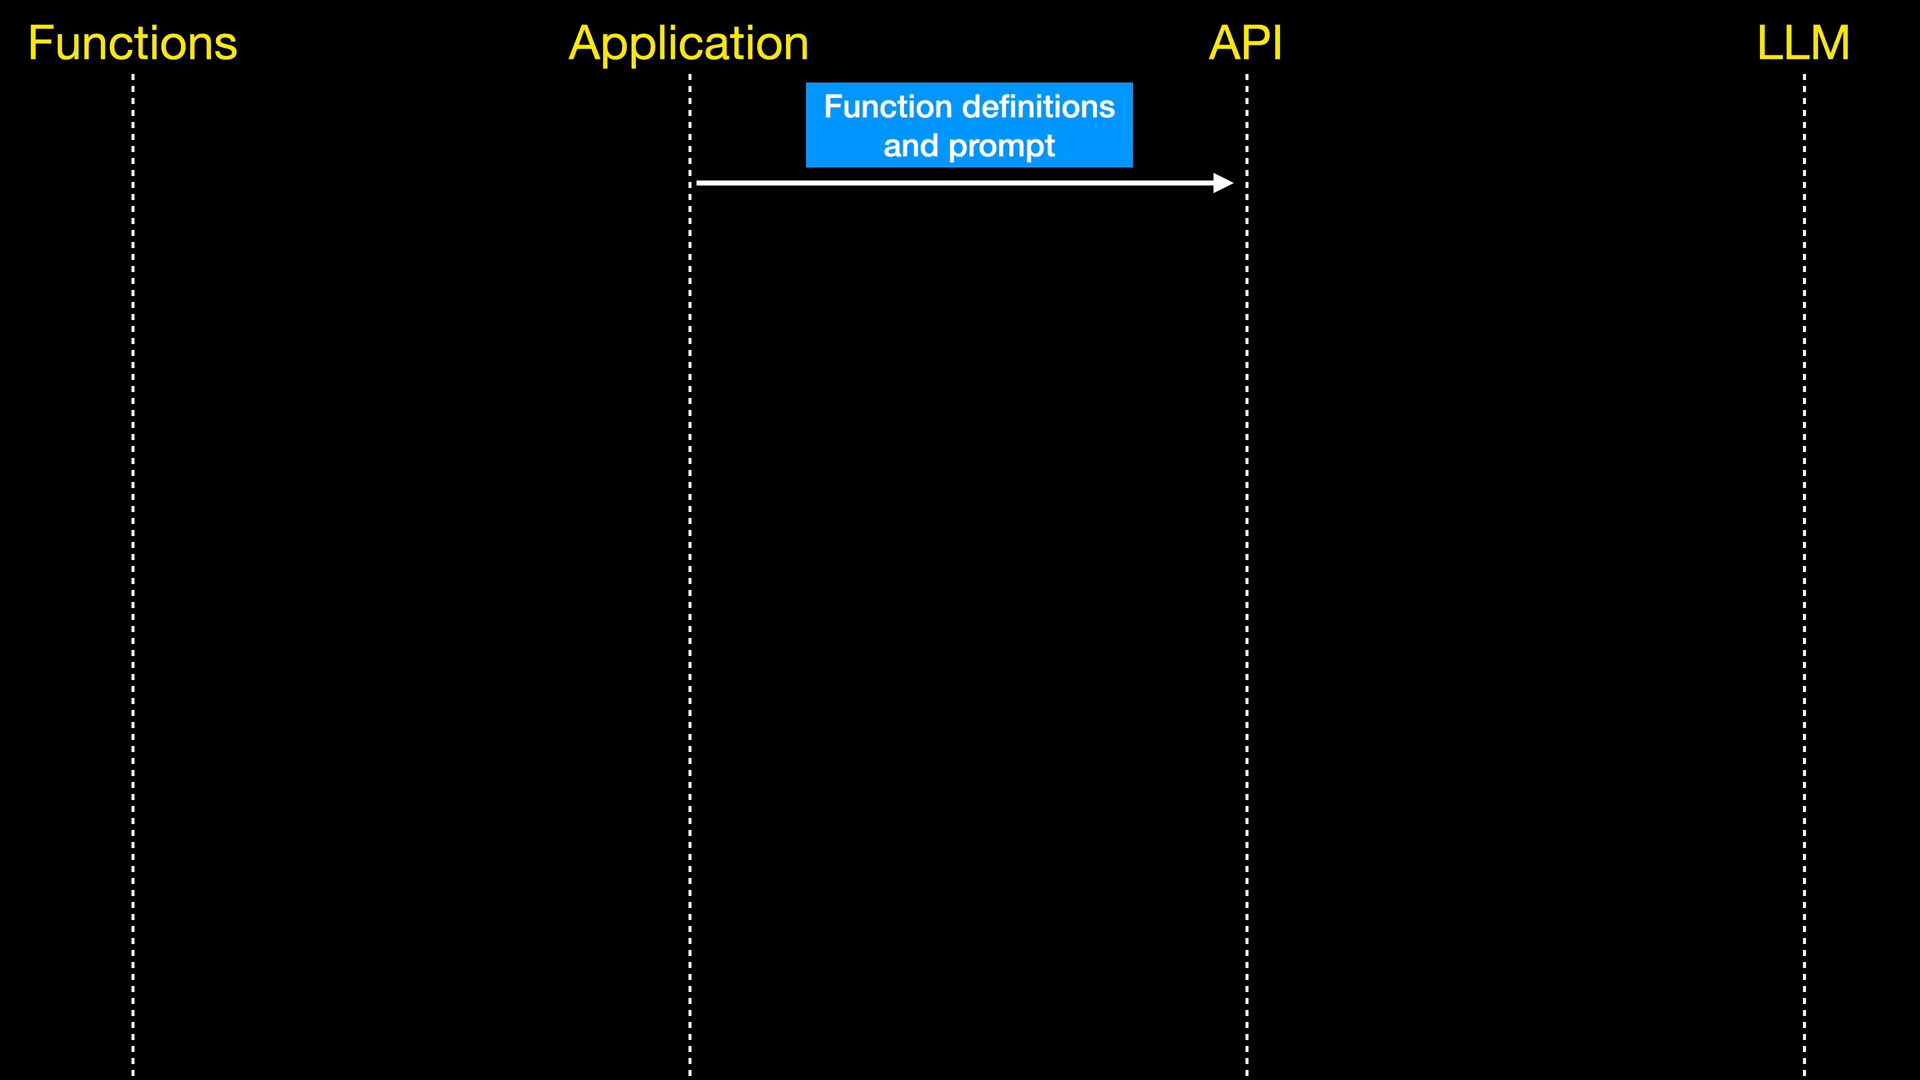 Functions
Application
API
LLM
Function definitions
and prompt